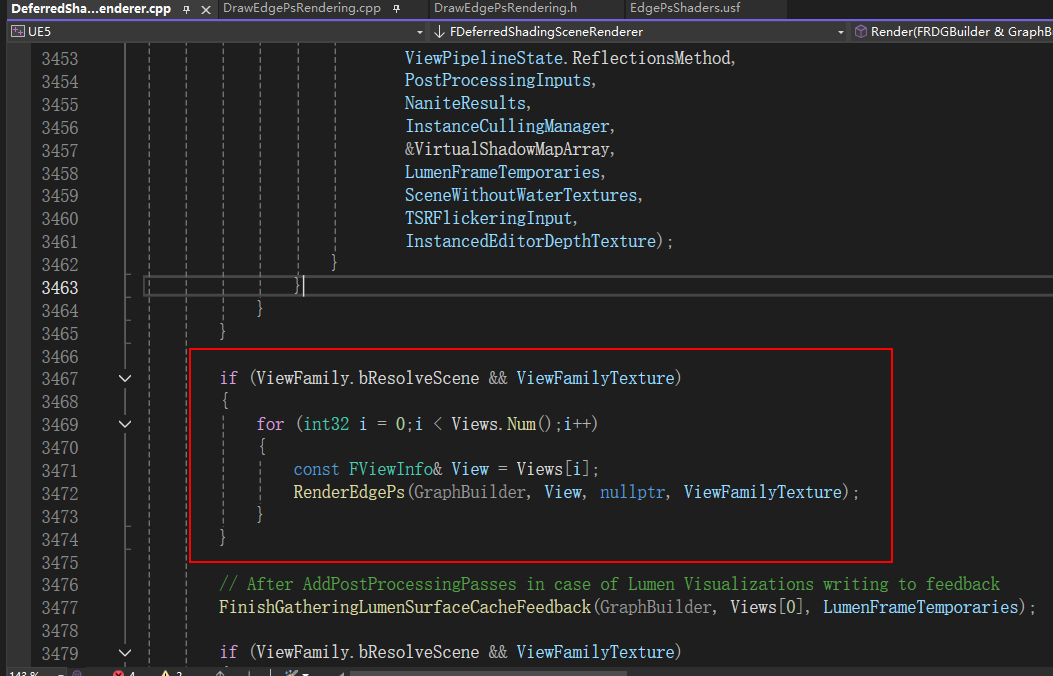 DeferredSha...enderer.cpp DrawEdgePsRendering.cpp DrawEdgePsRendering.h EdgePsShaders.usf
UE5 FDeferredShadingSceneRenderer Render(FRDGBuilder & GraphB
3453 ViewPipelineState.ReflectionsMethod,
3454 PostProcessingInputs,
3455 NaniteResults,
3456 InstanceCullingManager,
3457 &VirtualShadowMapArray,
3458 LumenFrameTemporaries,
3459 SceneWithoutWaterTextures,
3460 TSRFlickeringInput,
3461 InstancedEditorDepthTexture);
3462 }
3463 }
3464 }
3465 }
3466
3467 if (ViewFamily.bResolveScene && ViewFamilyTexture)
3468 {
3469 for (int32 i = 0;i < Views.Num();i++)
3470 {
3471 const FViewInfo& View = Views[i];
3472 RenderEdgePs(GraphBuilder, View, nullptr, ViewFamilyTexture);
3473 }
3474 }
3475
3476 // After AddPostProcessingPasses in case of Lumen Visualizations writing to feedback
3477 FinishGatheringLumenSurfaceCacheFeedback(GraphBuilder, Views[0], LumenFrameTemporaries);
3478
3479 if (ViewFamily.bResolveScene && ViewFamilyTexture)